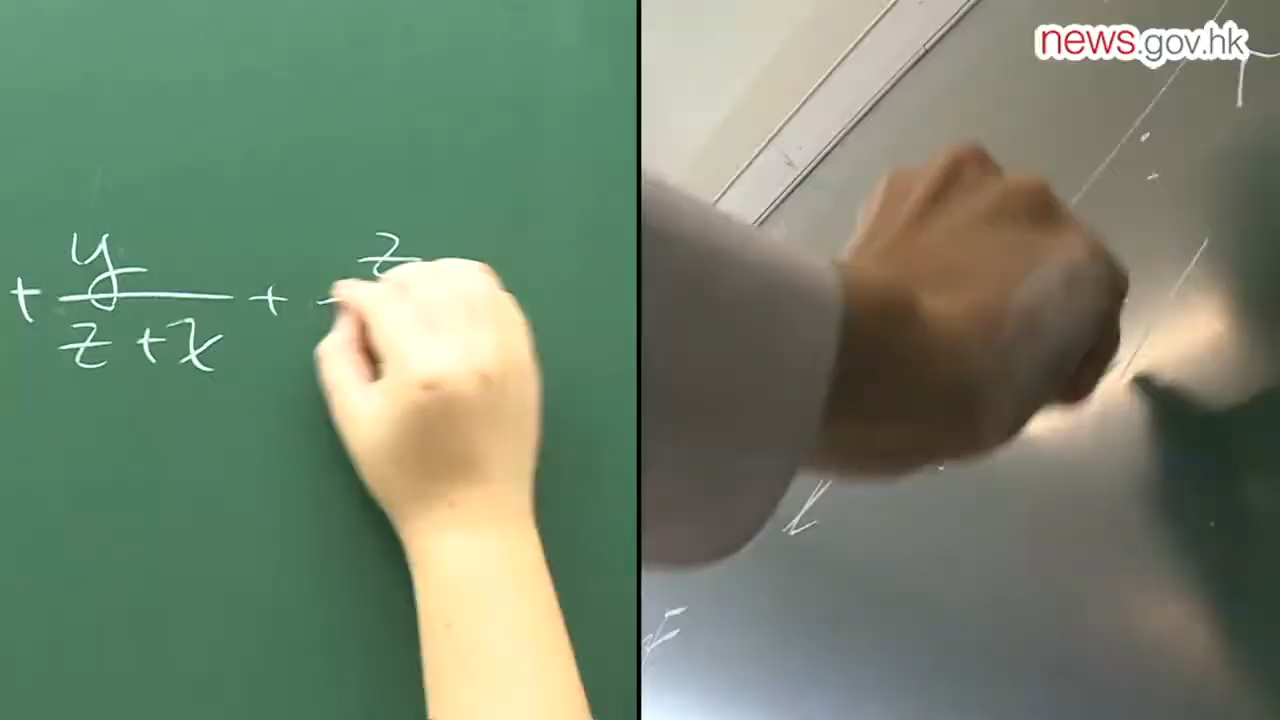 news.gov.hk
+ y/(z+x) + z